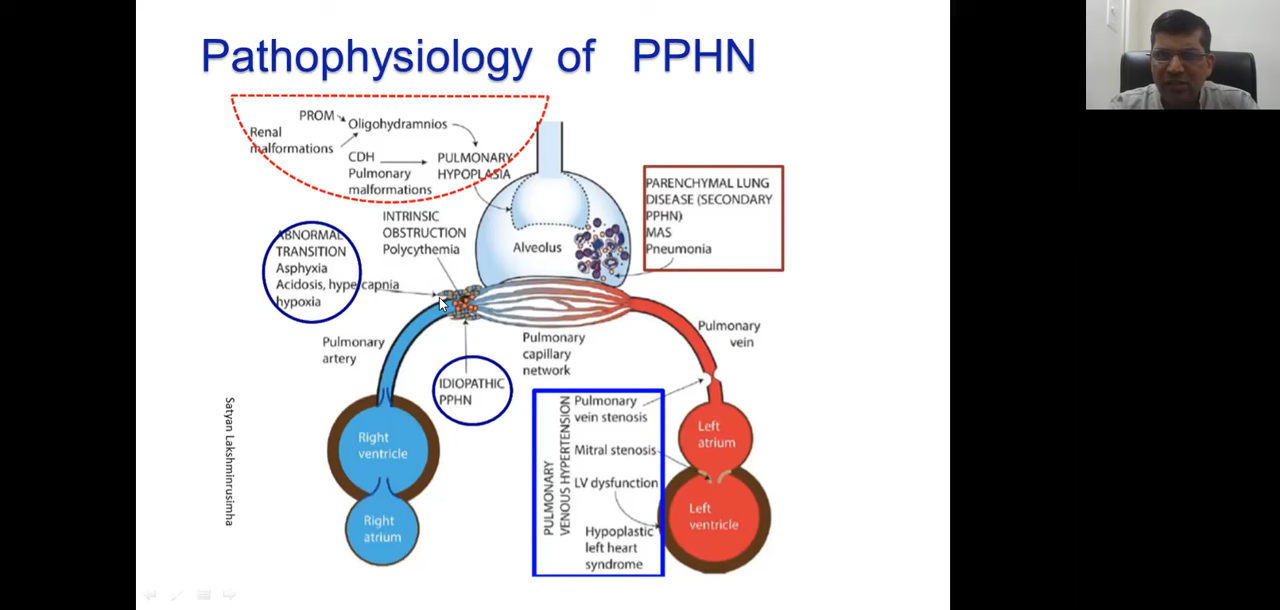 Pathophysiology of PPHN
PROM
Oligohydramnios
Renal
malformations
CDH
Pulmonary
malformations
PULMONARY
HYPOPLASIA
INTRINSIC
OBSTRUCTION
Polycythemia
Alveolus
PARENCHYMAL LUNG
DISEASE (SECONDARY
PPHN)
MAS
Pneumonia
ABNORMAL
TRANSITION
Asphyxia
Acidosis, hypercapnia
hypoxia
Pulmonary
artery
IDIOPATHIC
PPHN
Pulmonary
capillary
network
Pulmonary
vein
PULMONARY
VENOUS HYPERTENSION
Pulmonary
vein stenosis
Mitral stenosis
LV dysfunction
Hypoplastic
left heart
syndrome
Left
atrium
Left
ventricle
Right
ventricle
Right
atrium
Satyan Lakshminrusimha